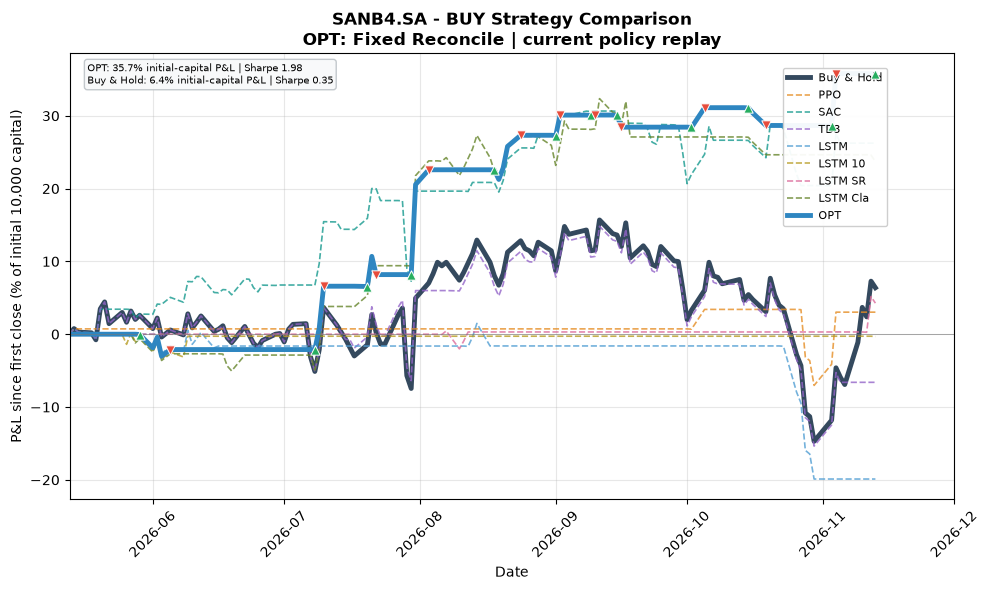 SANB4.SA - BUY Strategy Comparison
OPT: Fixed Reconcile | current policy replay
OPT: 35.7% initial-capital P&L | Sharpe 1.98
Buy & Hold: 6.4% initial-capital P&L | Sharpe 0.35
Buy & Hold
PPO
SAC
TD3
LSTM
LSTM 10
LSTM SR
LSTM Cla
OPT
P&L since first close (% of initial 10,000 capital)
30
20
10
0
−10
−20
2026-06
2026-07
2026-08
2026-09
2026-10
2026-11
2026-12
Date